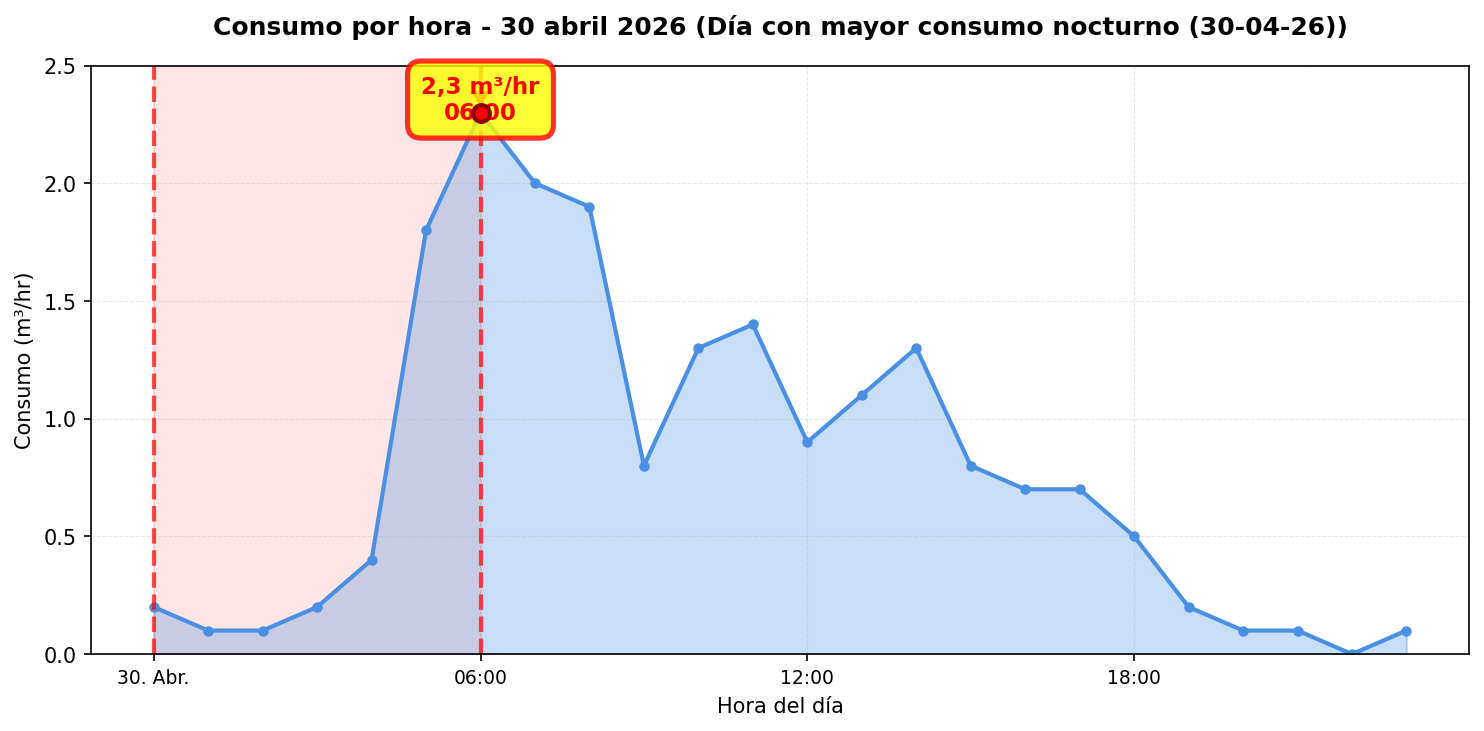 Consumo por hora - 30 abril 2026 (Día con mayor consumo nocturno (30-04-26))
2,3 m³/hr
06:00
Consumo (m³/hr)
2.5
2.0
1.5
1.0
0.5
0.0
30. Abr.
06:00
12:00
18:00
Hora del día